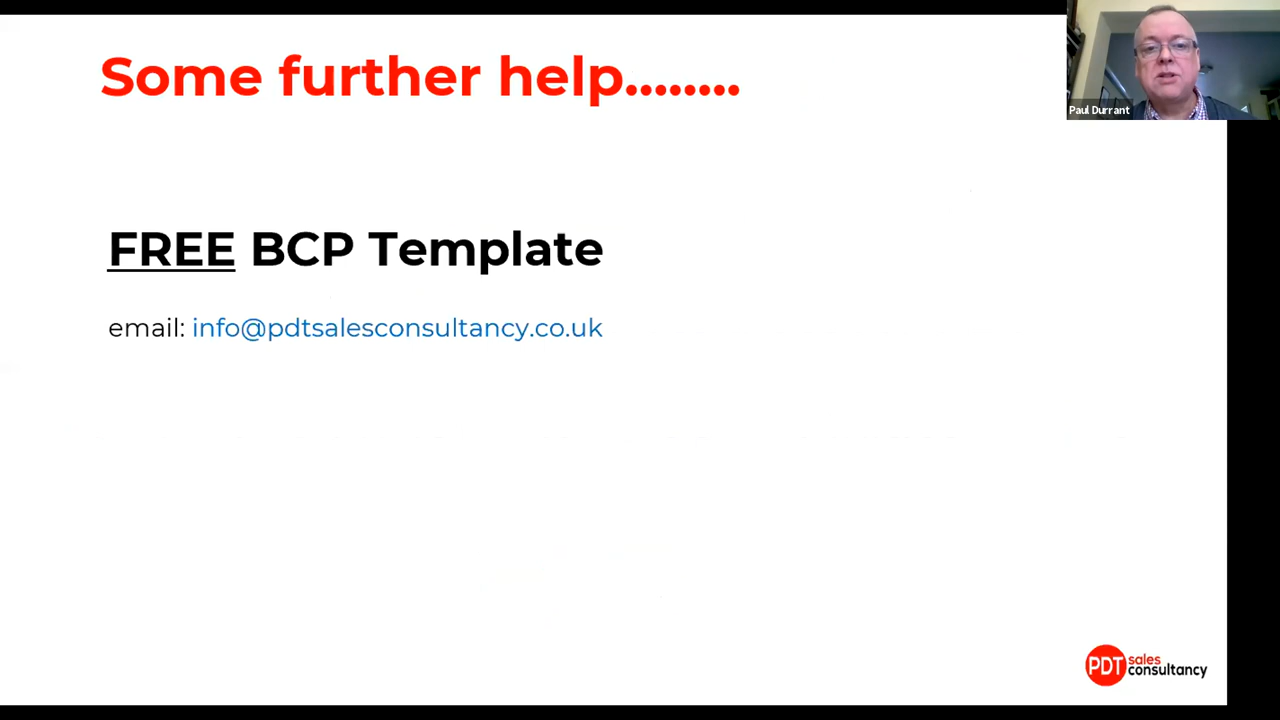 Some further help........
Paul Durrant
FREE BCP Template
email: info@pdtsalesconsultancy.co.uk
PDT sales
consultancy